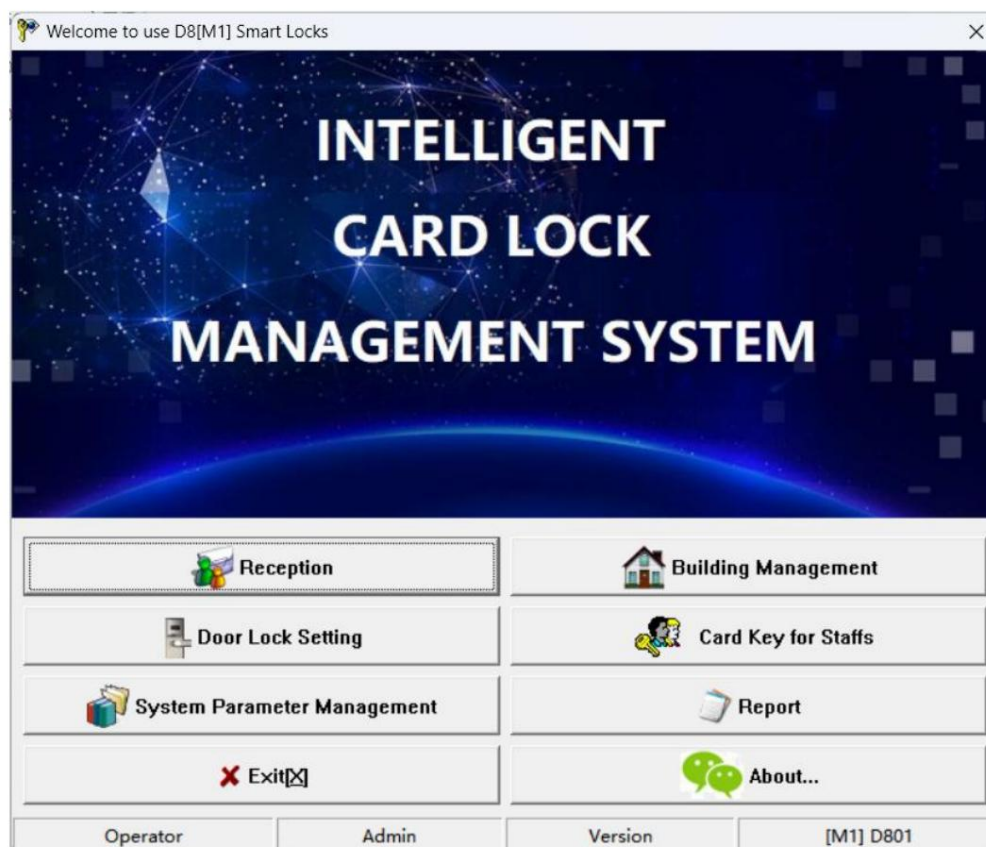 Welcome to use D8[M1] Smart Locks
INTELLIGENT
CARD LOCK
MANAGEMENT SYSTEM
Reception
Building Management
Door Lock Setting
Card Key for Staffs
System Parameter Management
Report
Exit[X]
About...
Operator Admin Version [M1] D801